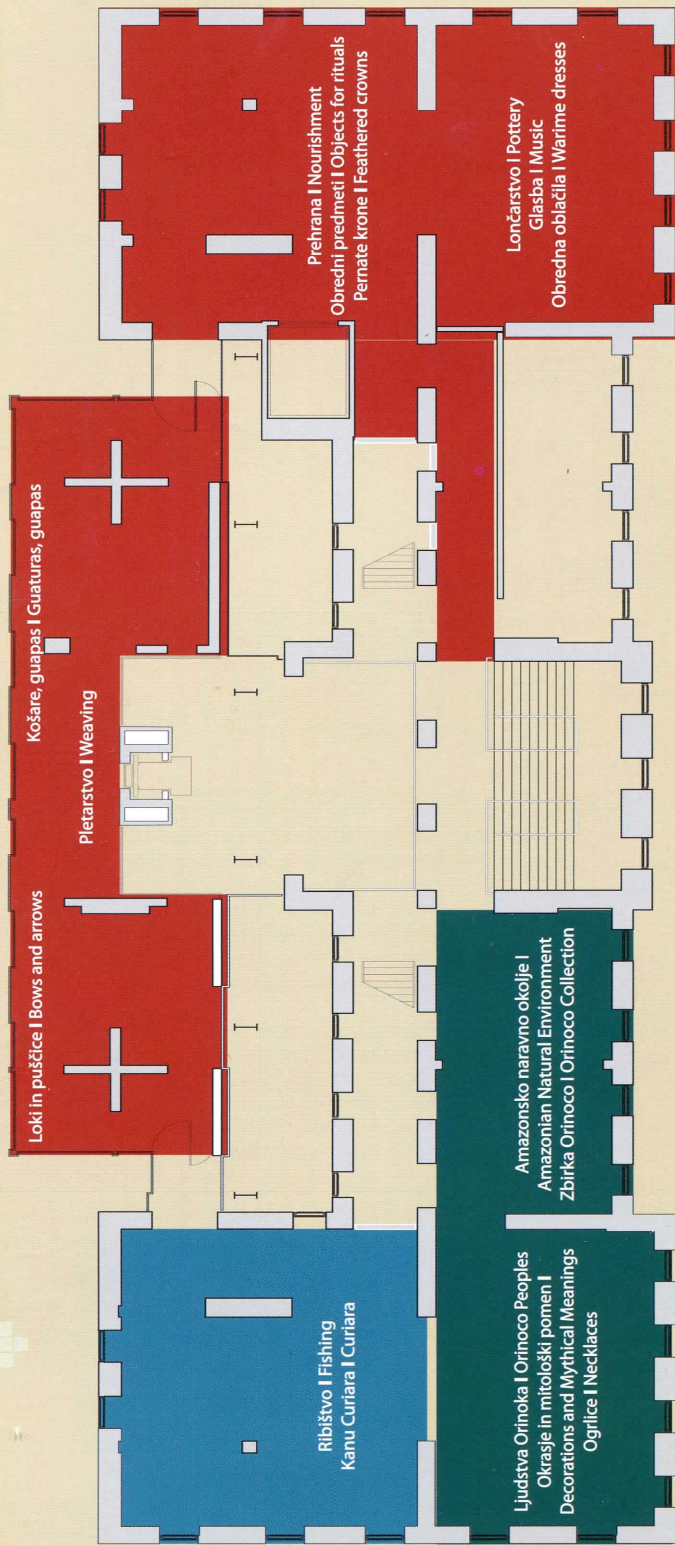 Loki in puščice I Bows and arrows
Košare, guapas I Guaturas, guapas
Pletarstvo I Weaving
Ribištvo I Fishing
Kanu Curiara I Curiara
Prehrana I Nourishment
Obredni predmeti I Objects for rituals
Pernate krone I Feathered crowns
Ljudstva Orinoka I Orinoco Peoples
Okrasje in mitološki pomen I
Decorations and Mythical Meanings
Ogrlice I Necklaces
Amazonsko naravno okolje I
Amazonian Natural Environment
Zbirka Orinoco I Orinoco Collection
Lončarstvo I Pottery
Glasba I Music
Obredna oblačila I Warime dresses